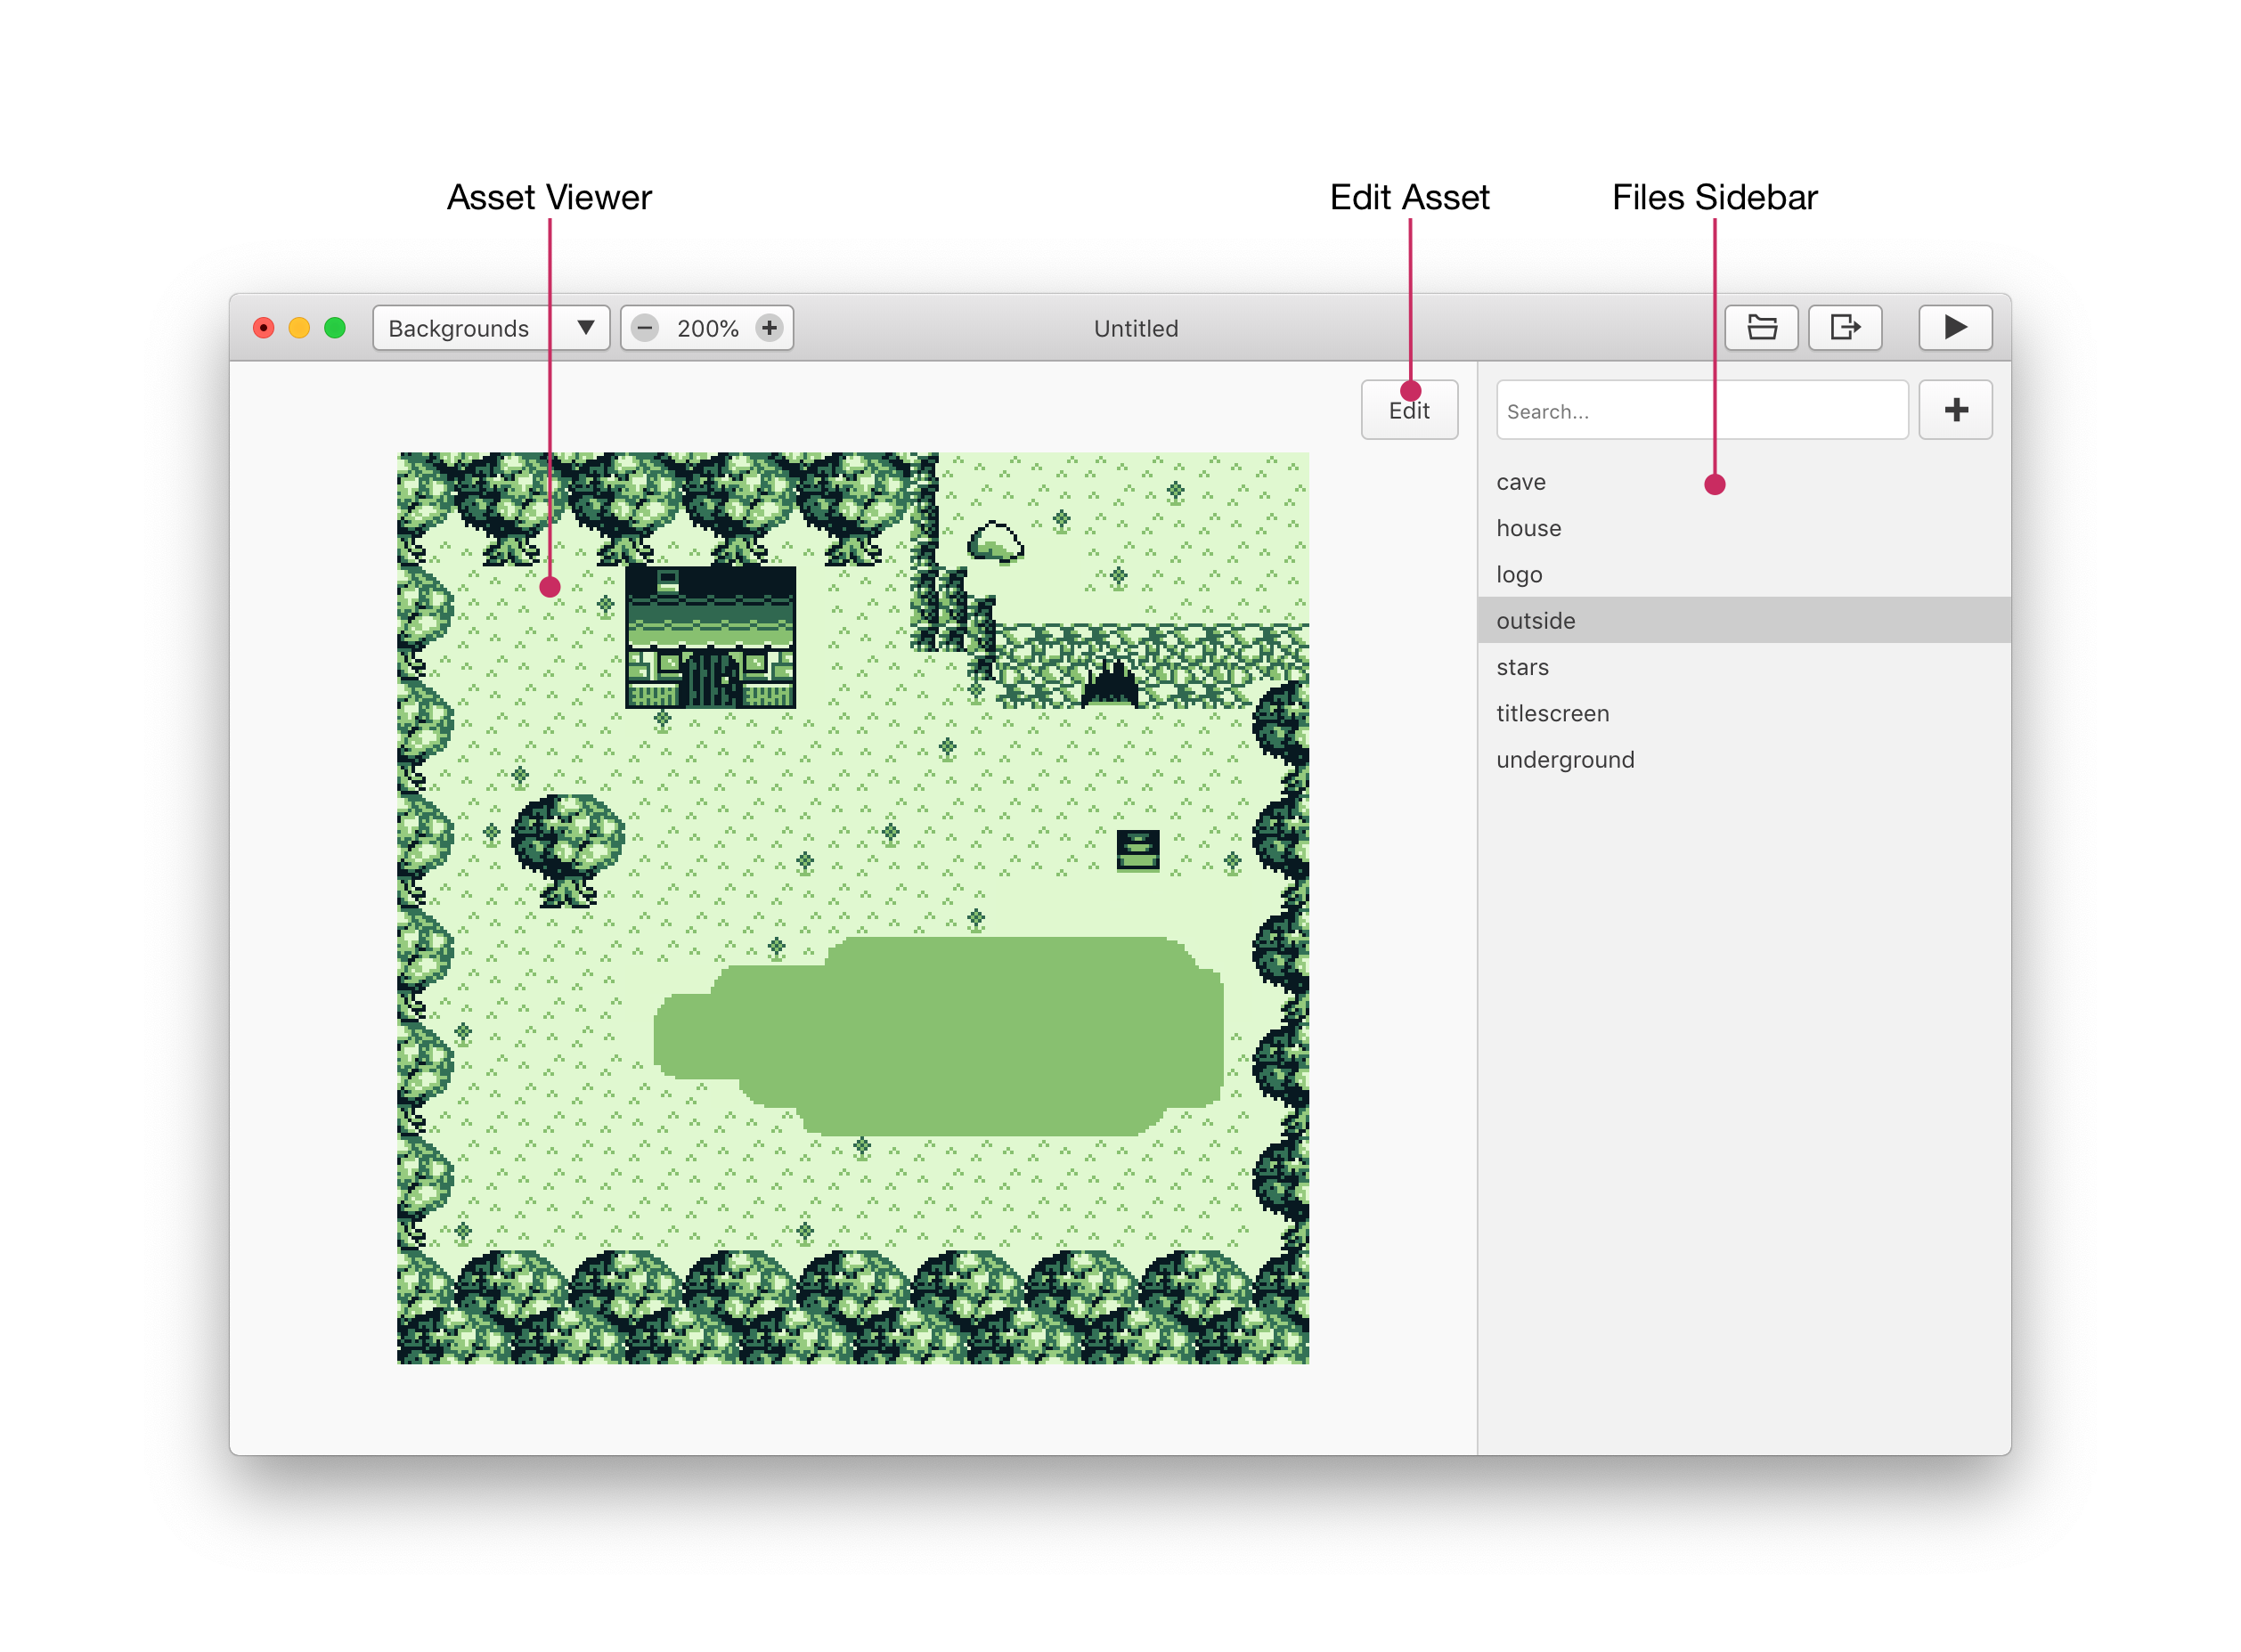 Asset Viewer
Edit Asset
Files Sidebar
Backgrounds
200%
Untitled
Edit
Search...
cave
house
logo
outside
stars
titlescreen
underground